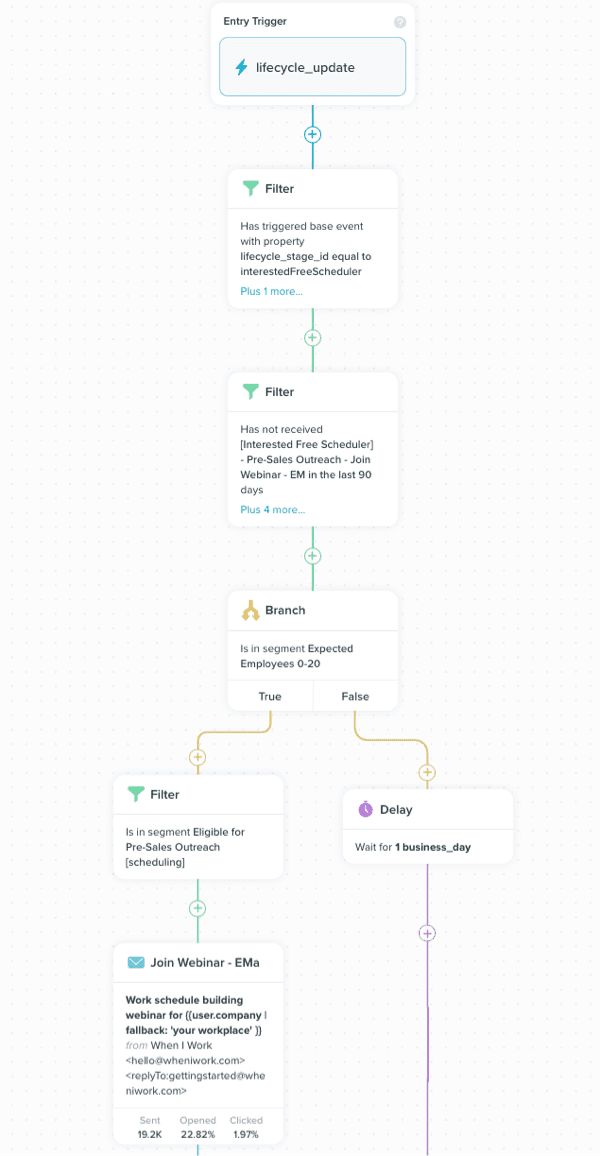 Entry Trigger
?
lifecycle_update
Filter
Has triggered base event
with property
lifecycle_stage_id equal to
interestedFreeScheduler
Plus 1 more...
Filter
Has not received
[Interested Free Scheduler]
- Pre-Sales Outreach - Join
Webinar - EM in the last 90
days
Plus 4 more...
Branch
Is in segment Expected
Employees 0-20
True False
Filter
Is in segment Eligible for
Pre-Sales Outreach
[scheduling]
Delay
Wait for 1 business_day
Join Webinar - EMa
Work schedule building
webinar for {{user.company |
fallback: 'your workplace' }}
from When I Work
<hello@wheniwork.com>
<replyTo:gettingstarted@whe
niwork.com>
Sent Opened Clicked
19.2K 22.82% 1.97%